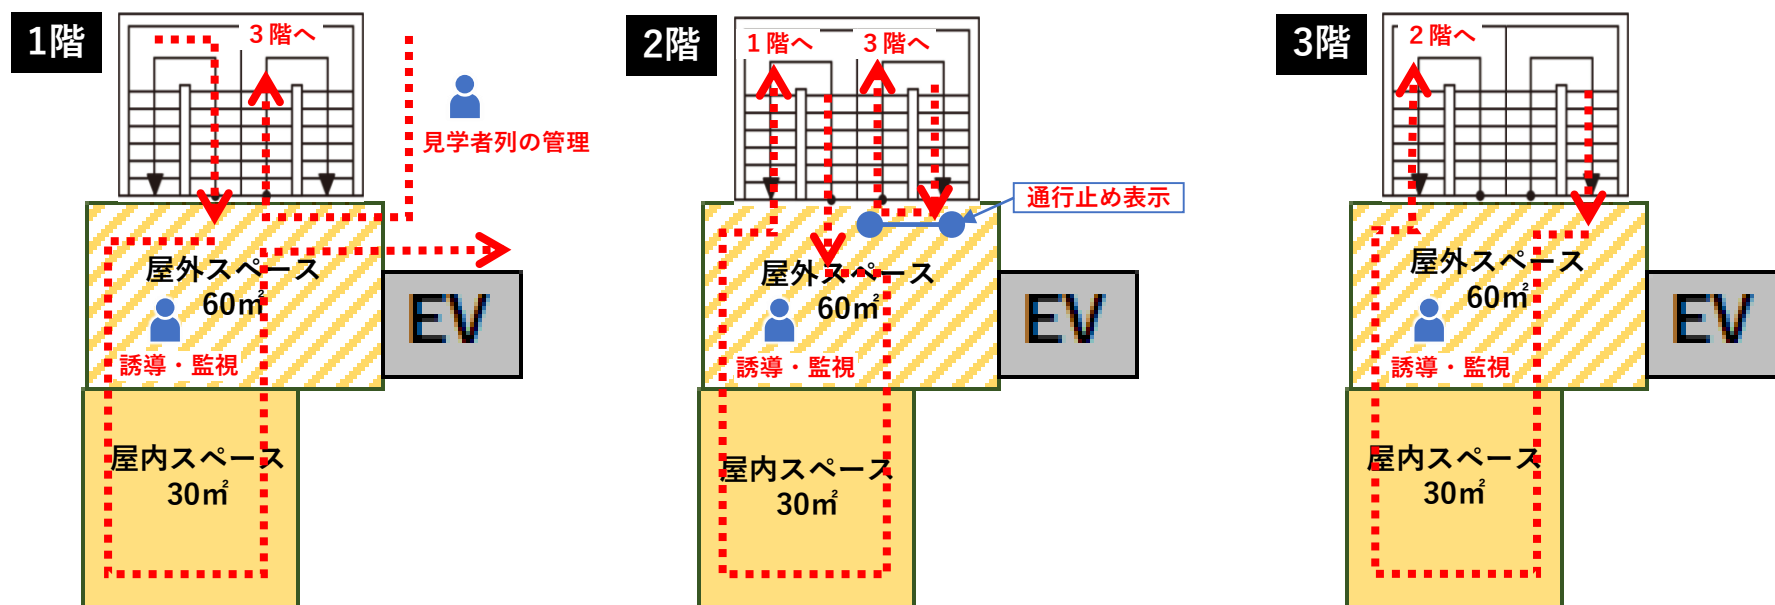 1階
3階へ
見学者列の管理
屋外スペース
60㎡
誘導・監視
EV
屋内スペース
30㎡
2階
1階へ
3階へ
通行止め表示
屋外スペース
60㎡
誘導・監視
EV
屋内スペース
30㎡
3階
2階へ
屋外スペース
60㎡
誘導・監視
EV
屋内スペース
30㎡